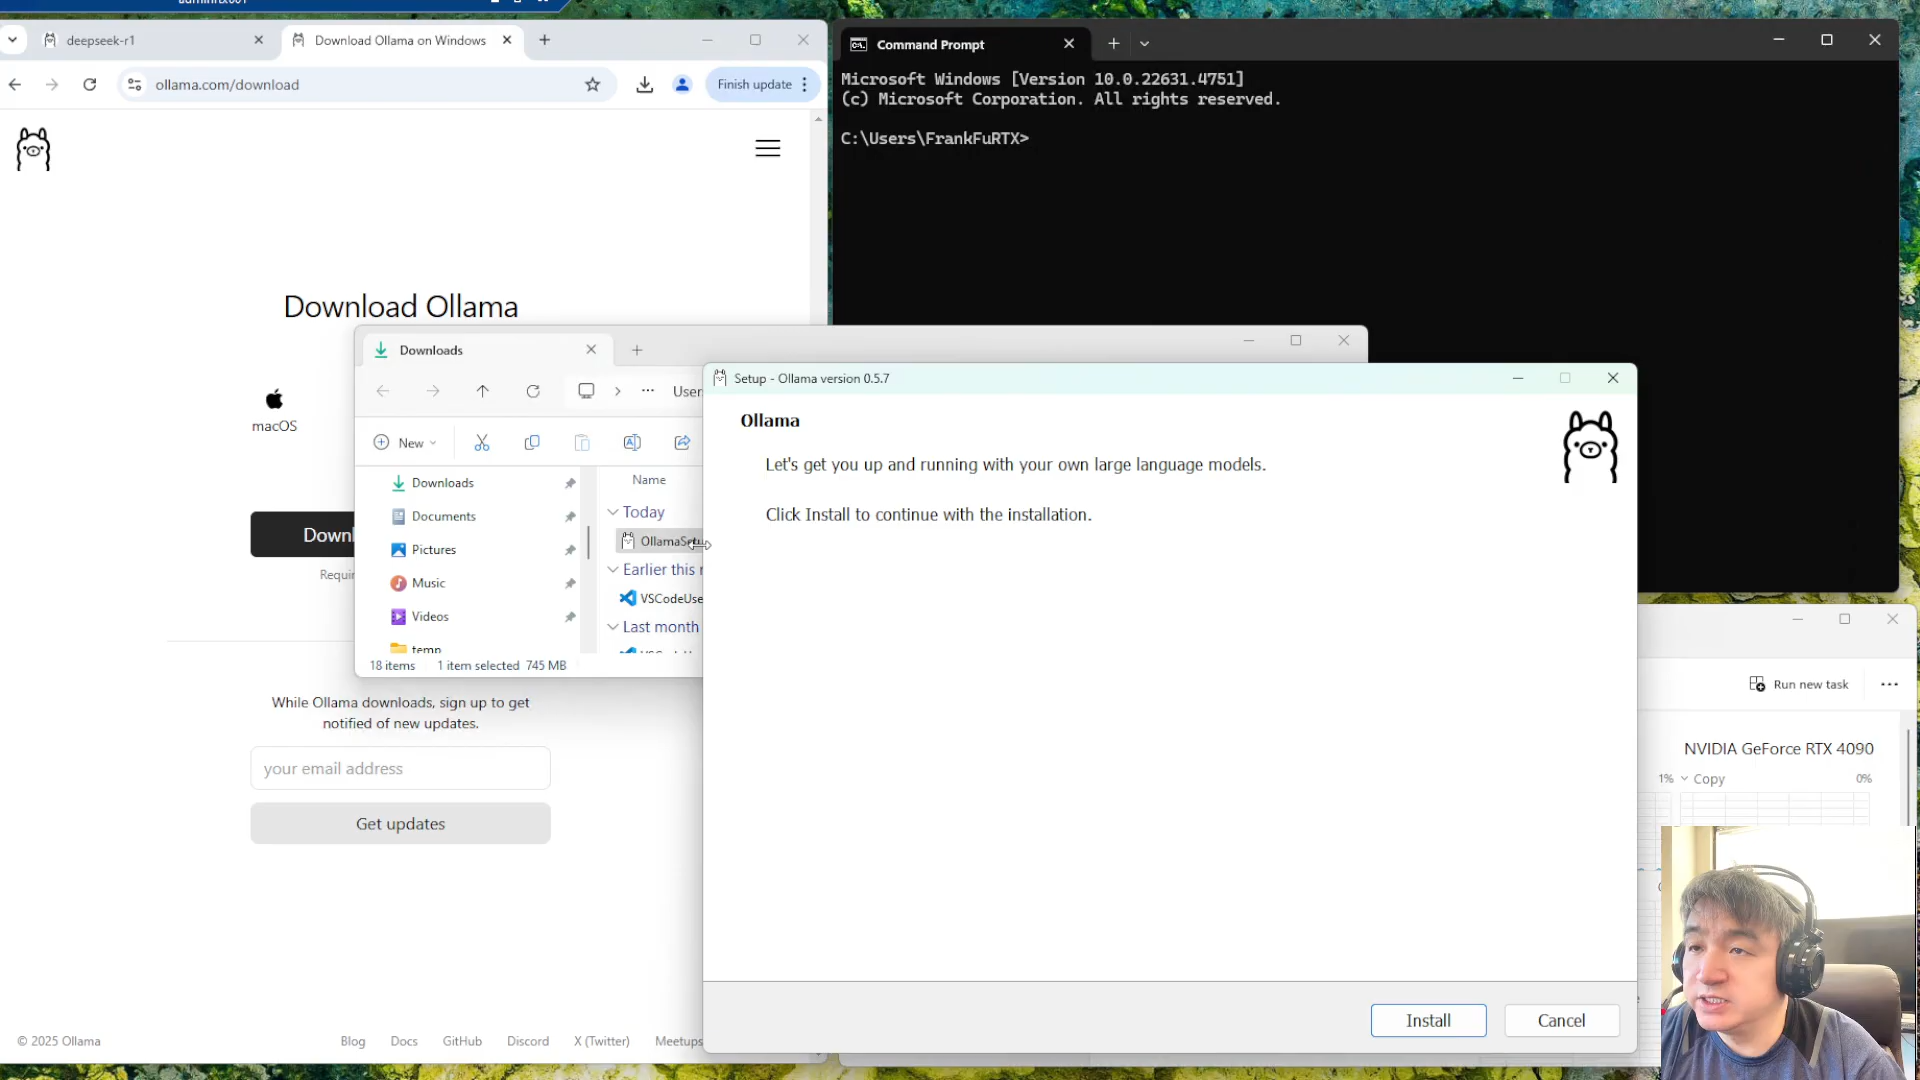 deepseek-r1
Download Ollama on Windows
ollama.com/download
Finish update
Download Ollama
macOS
While Ollama downloads, sign up to get
notified of new updates.
your email address
Get updates
© 2025 Ollama
Blog
Docs
GitHub
Discord
X (Twitter)
Meetups
Command Prompt
Microsoft Windows [Version 10.0.22631.4751]
(c) Microsoft Corporation. All rights reserved.
C:\Users\FrankFuRTX>
Downloads
New
Downloads
Documents
Pictures
Music
Videos
temp
Name
Today
Earlier this
VSCodeUse
Last month
18 items
1 item selected 745 MB
Setup - Ollama version 0.5.7
Ollama
Let's get you up and running with your own large language models.
Click Install to continue with the installation.
Install
Cancel
Run new task
NVIDIA GeForce RTX 4090
1%
Copy
0%